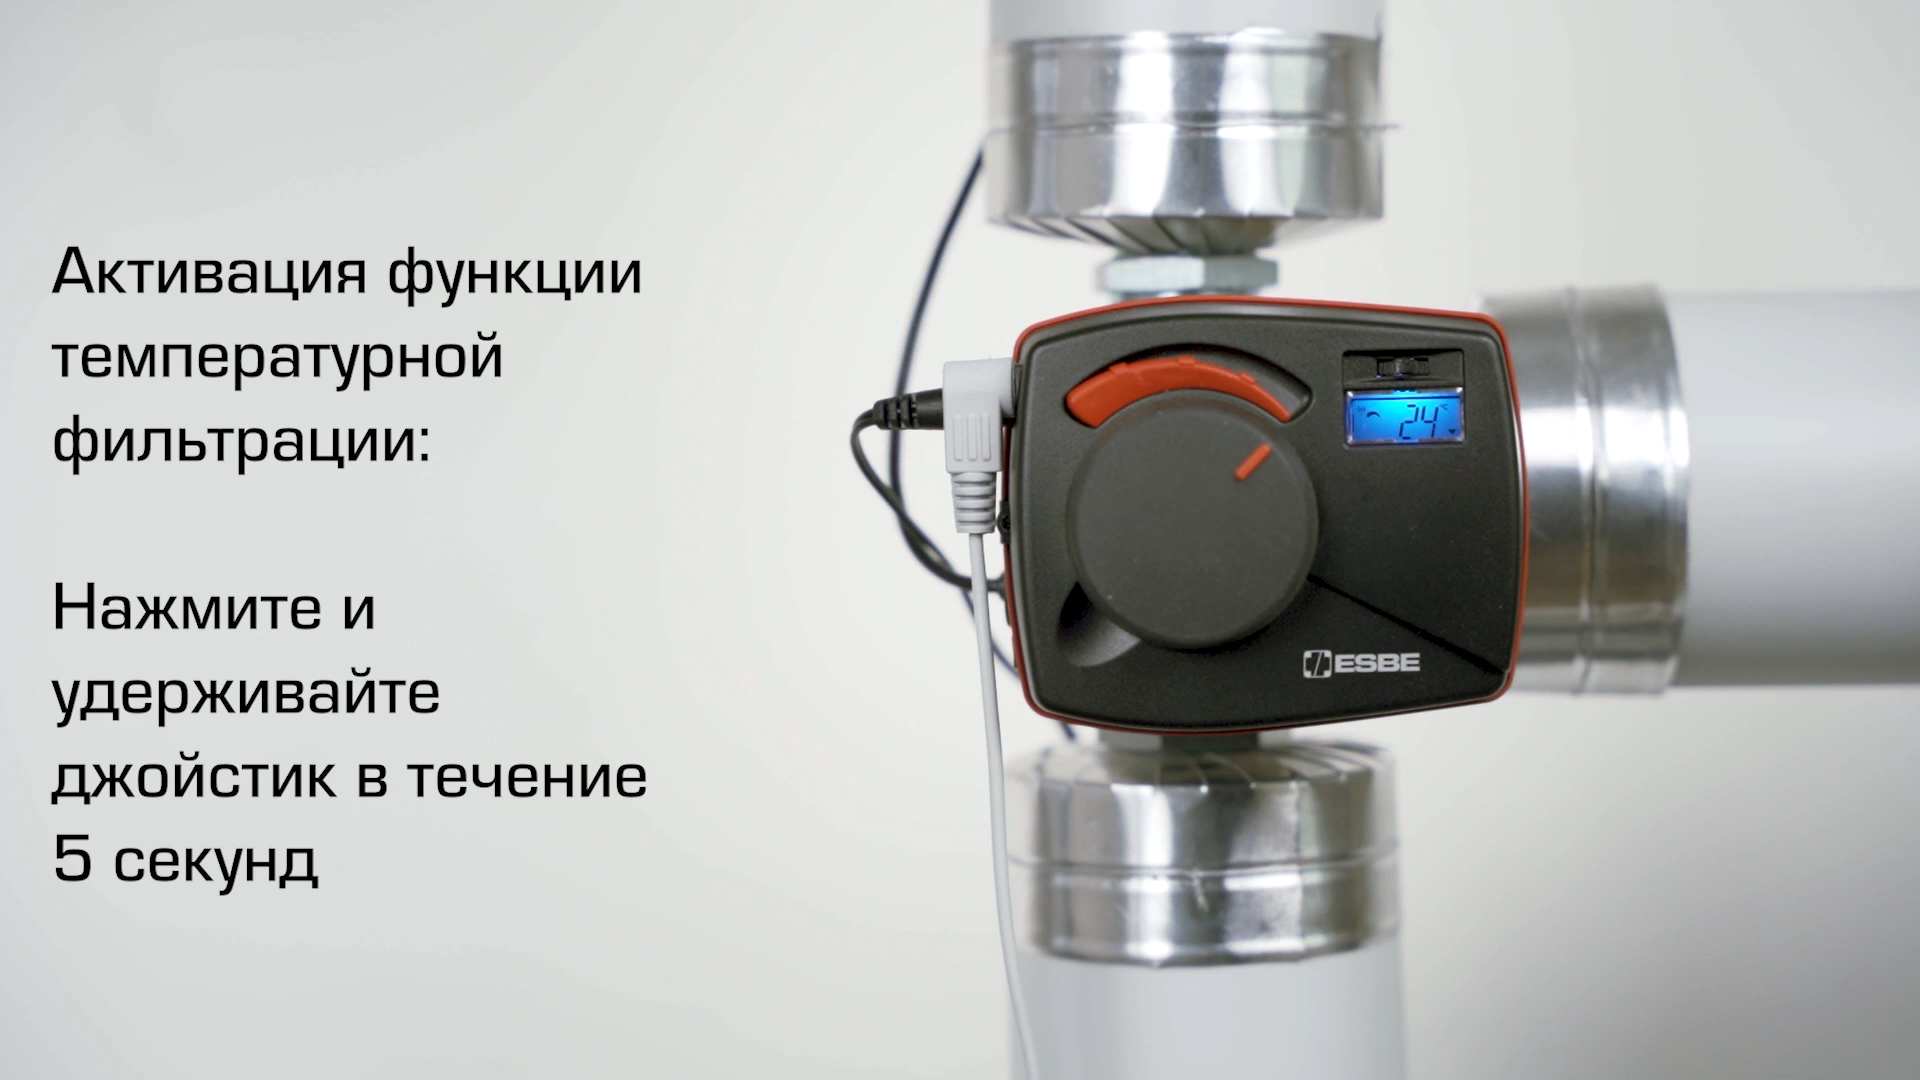 Активация функции
температурной
фильтрации:
Нажмите и
удерживайте
джойстик в течение
5 секунд
24
ESBE